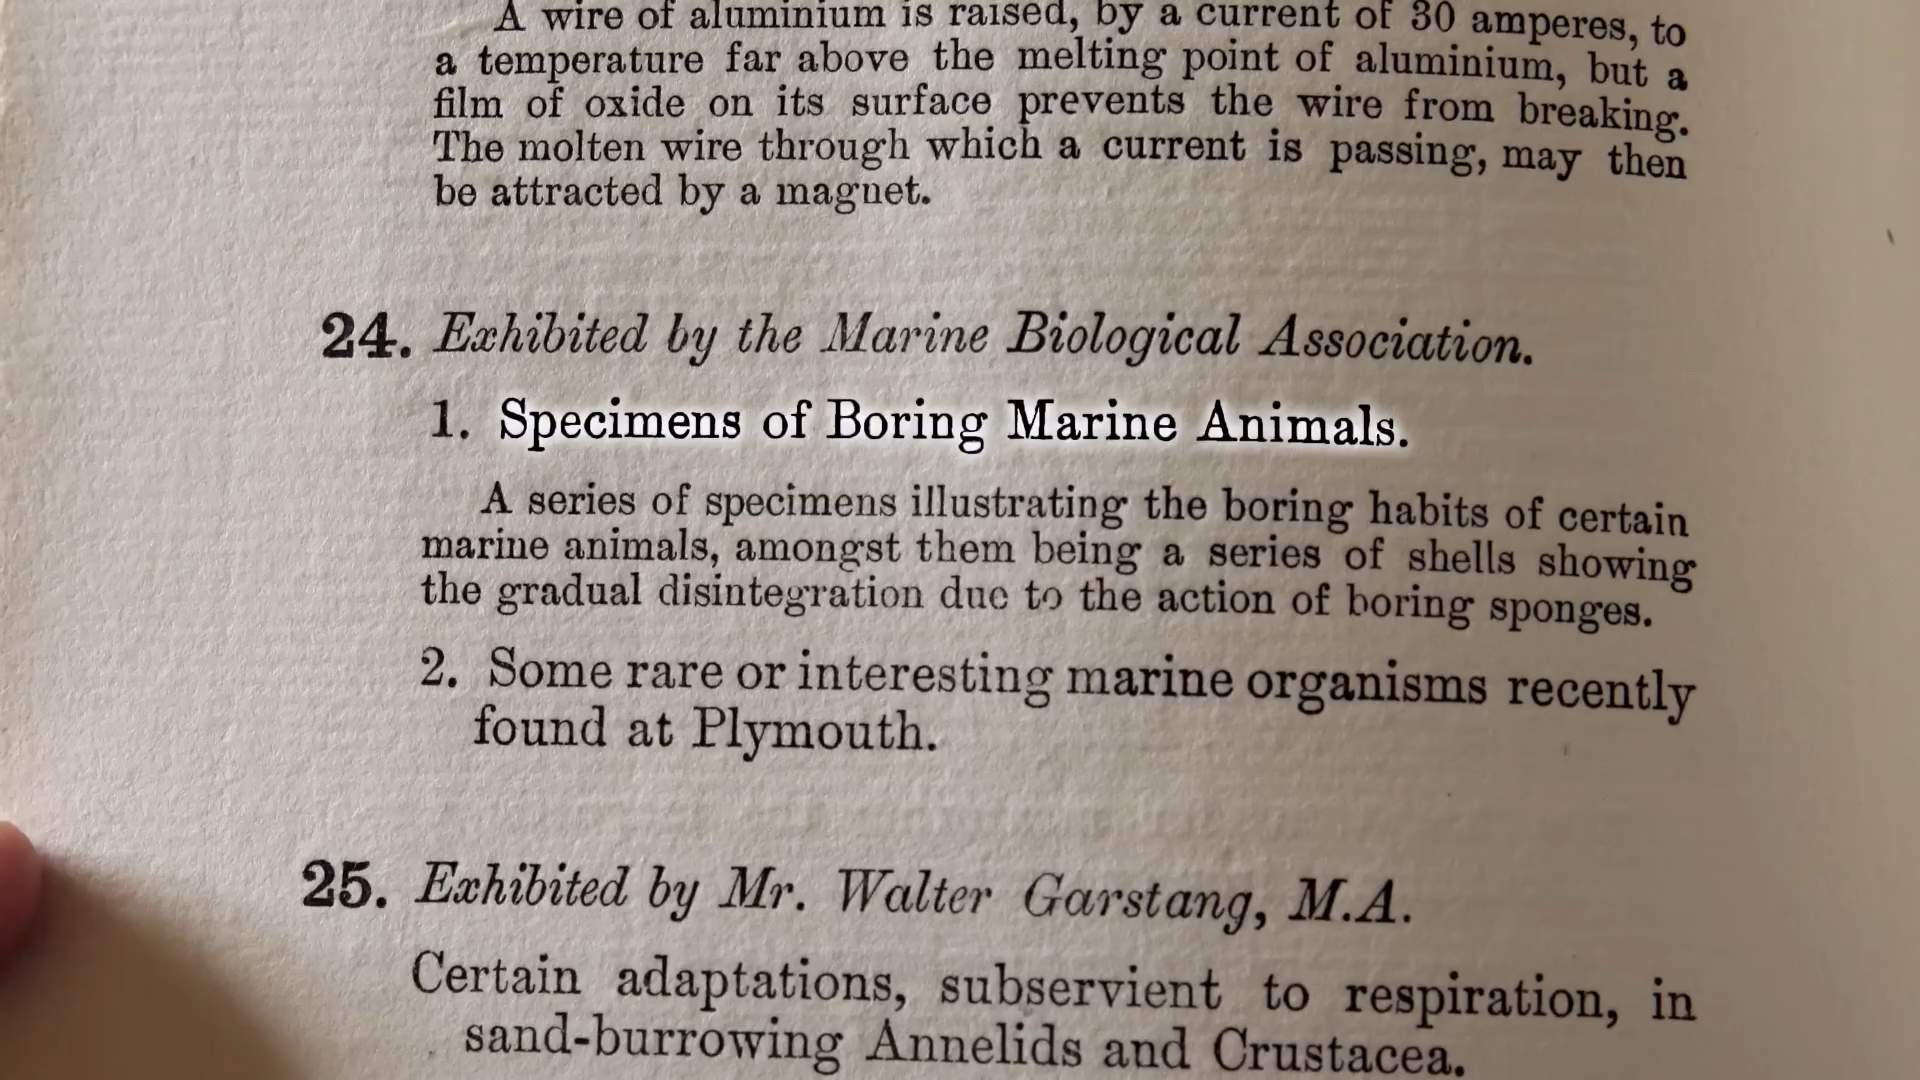 A wire of aluminium is raised, by a current of 30 amperes, to
a temperature far above the melting point of aluminium, but a
film of oxide on its surface prevents the wire from breaking.
The molten wire through which a current is passing, may then
be attracted by a magnet.
24. Exhibited by the Marine Biological Association.
1. Specimens of Boring Marine Animals.
A series of specimens illustrating the boring habits of certain
marine animals, amongst them being a series of shells showing
the gradual disintegration due to the action of boring sponges.
2. Some rare or interesting marine organisms recently
found at Plymouth.
25. Exhibited by Mr. Walter Garstang, M.A.
Certain adaptations, subservient to respiration, in
sand-burrowing Annelids and Crustacea.